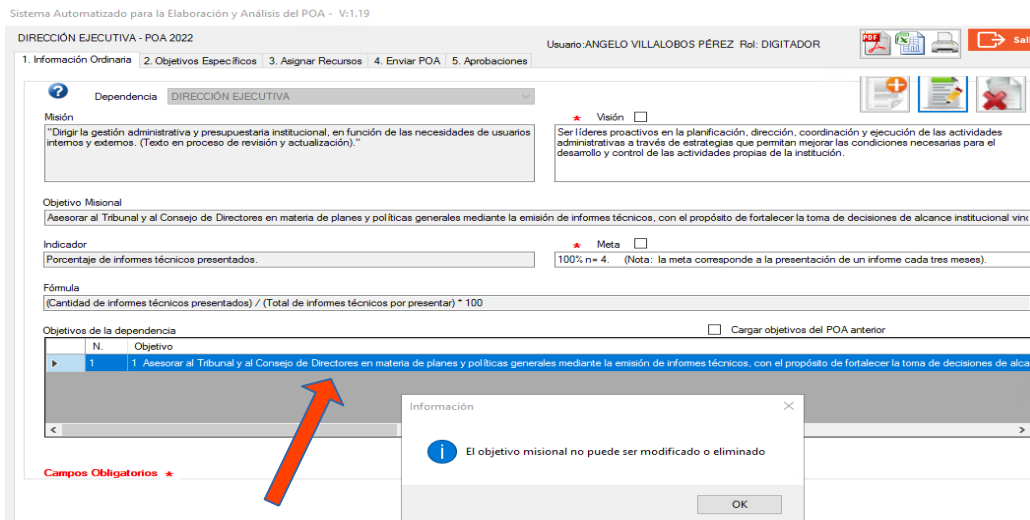 Sistema Automatizado para la Elaboración y Análisis del POA - V:1.19
DIRECCIÓN EJECUTIVA - POA 2022
Usuario:ANGELO VILLALOBOS PÉREZ Rol: DIGITADOR
PDF
Sali
1. Información Ordinaria 2. Objetivos Específicos 3. Asignar Recursos 4. Enviar POA 5. Aprobaciones
Dependencia DIRECCIÓN EJECUTIVA
Misión
"Dirigir la gestión administrativa y presupuestaria institucional, en función de las necesidades de usuarios
internos y externos. (Texto en proceso de revisión y actualización)."
* Visión
Ser líderes proactivos en la planificación, dirección, coordinación y ejecución de las actividades
administrativas a través de estrategias que permitan mejorar las condiciones necesarias para el
desarrollo y control de las actividades propias de la institución.
Objetivo Misional
Asesorar al Tribunal y al Consejo de Directores en materia de planes y políticas generales mediante la emisión de informes técnicos, con el propósito de fortalecer la toma de decisiones de alcance institucional vinc
Indicador
Porcentaje de informes técnicos presentados.
* Meta
100% n= 4. (Nota: la meta corresponde a la presentación de un informe cada tres meses).
Fórmula
(Cantidad de informes técnicos presentados) / (Total de informes técnicos por presentar) * 100
Objetivos de la dependencia
Cargar objetivos del POA anterior
N. Objetivo
1 1 Asesorar al Tribunal y al Consejo de Directores en materia de planes y políticas generales mediante la emisión de informes técnicos, con el propósito de fortalecer la toma de decisiones de alca
Información
El objetivo misional no puede ser modificado o eliminado
OK
Campos Obligatorios *